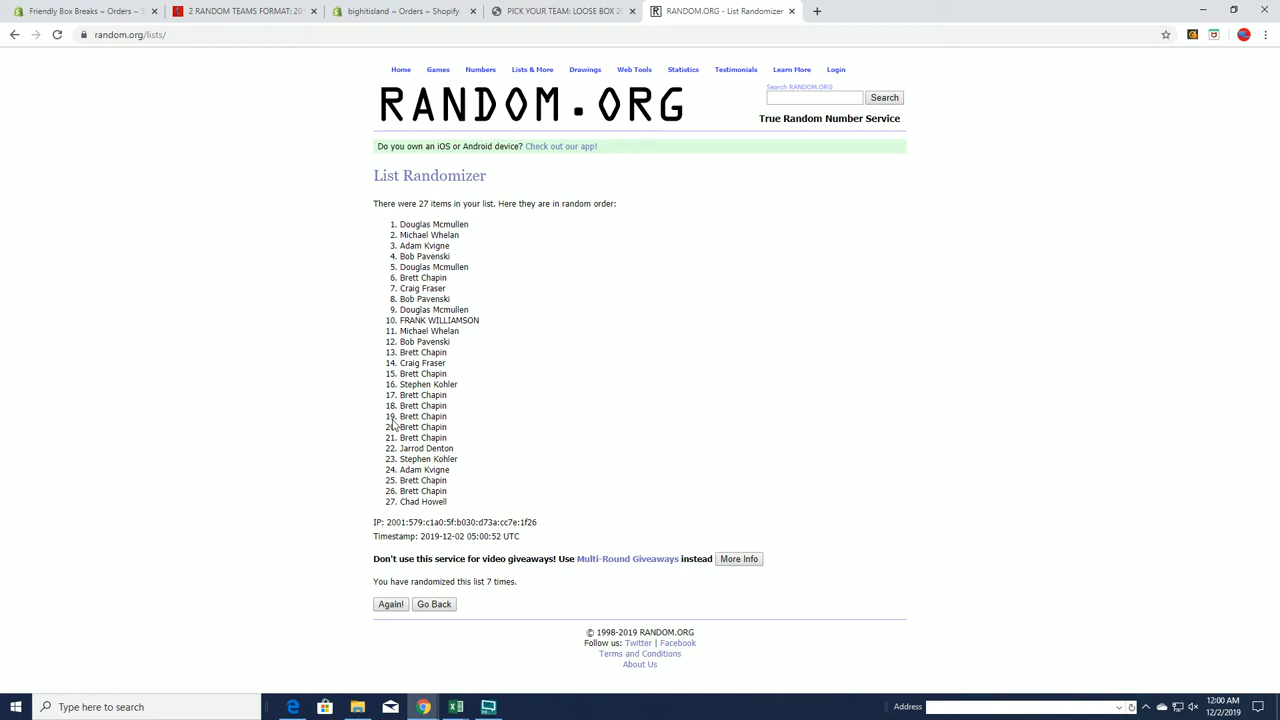 Friendly Box Breaks ~ Orders ~ S
2 RANDOM TEAMS FORMAT: 20
bighitisland ~ Orders ~ Shopify
PICK YOUR TEAM: LOOSE BOX 20
RANDOM.ORG - List Randomizer
random.org/lists/
Home Games Numbers Lists & More Drawings Web Tools Statistics Testimonials Learn More Login
RANDOM.ORG
Search RANDOM.ORG
Search
True Random Number Service
Do you own an iOS or Android device? Check out our app!
List Randomizer
There were 27 items in your list. Here they are in random order:
1. Douglas Mcmullen
2. Michael Whelan
3. Adam Kvigne
4. Bob Pavenski
5. Douglas Mcmullen
6. Brett Chapin
7. Craig Fraser
8. Bob Pavenski
9. Douglas Mcmullen
10. FRANK WILLIAMSON
11. Michael Whelan
12. Bob Pavenski
13. Brett Chapin
14. Craig Fraser
15. Brett Chapin
16. Stephen Kohler
17. Brett Chapin
18. Brett Chapin
19. Brett Chapin
20. Brett Chapin
21. Brett Chapin
22. Jarrod Denton
23. Stephen Kohler
24. Adam Kvigne
25. Brett Chapin
26. Brett Chapin
27. Chad Howell
IP: 2001:579:c1a0:5f:b030:d73a:cc7e:1f26
Timestamp: 2019-12-02 05:00:52 UTC
Don't use this service for video giveaways! Use Multi-Round Giveaways instead More Info
You have randomized this list 7 times.
Again! Go Back
© 1998-2019 RANDOM.ORG
Follow us: Twitter | Facebook
Terms and Conditions
About Us
Type here to search
Address
12:00 AM
12/2/2019